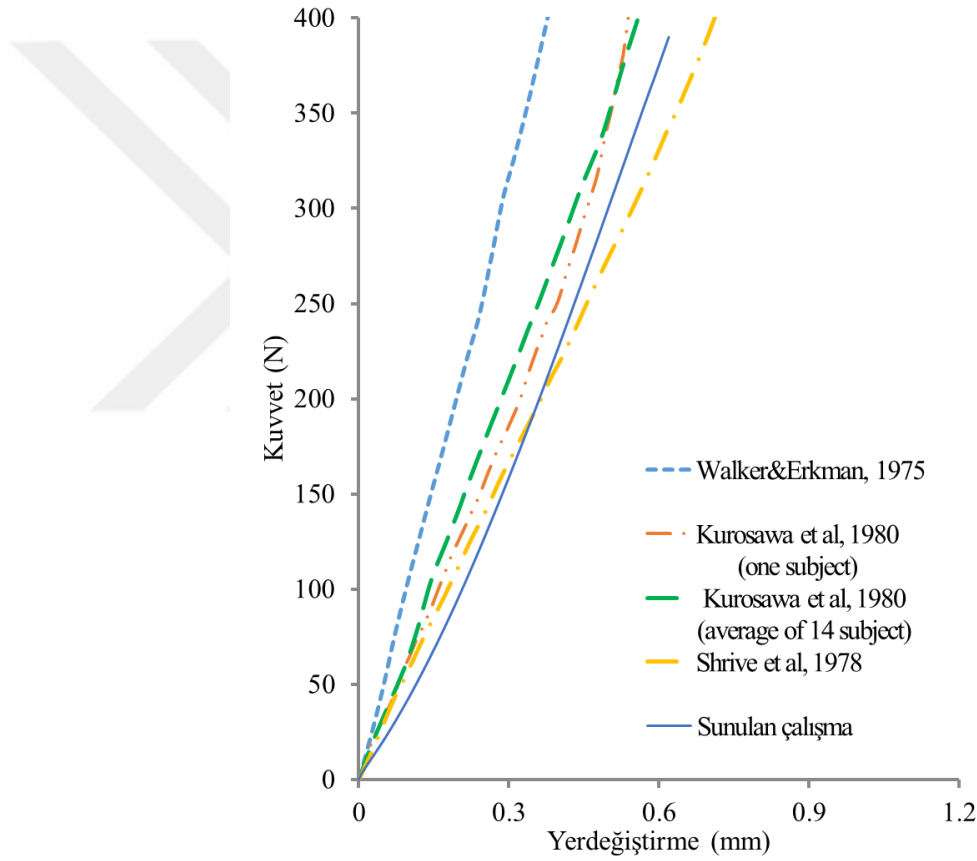 400
350
300
250
200
150
100
50
0
Kuvvet (N)
0
0.3
0.6
0.9
1.2
Yerdeğiştirme (mm)
Walker&Erkman, 1975
Kurosawa et al, 1980
(one subject)
Kurosawa et al, 1980
(average of 14 subject)
Shrive et al, 1978
Sunulan çalışma